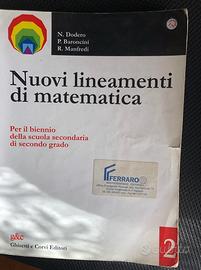 N. Dodero
P. Baroncini
R. Manfredi
Nuovi lineamenti
di matematica
Per il biennio
della scuola secondaria
di secondo grado
FERRARO
g&c
Ghisetti e Corvi Editori
2